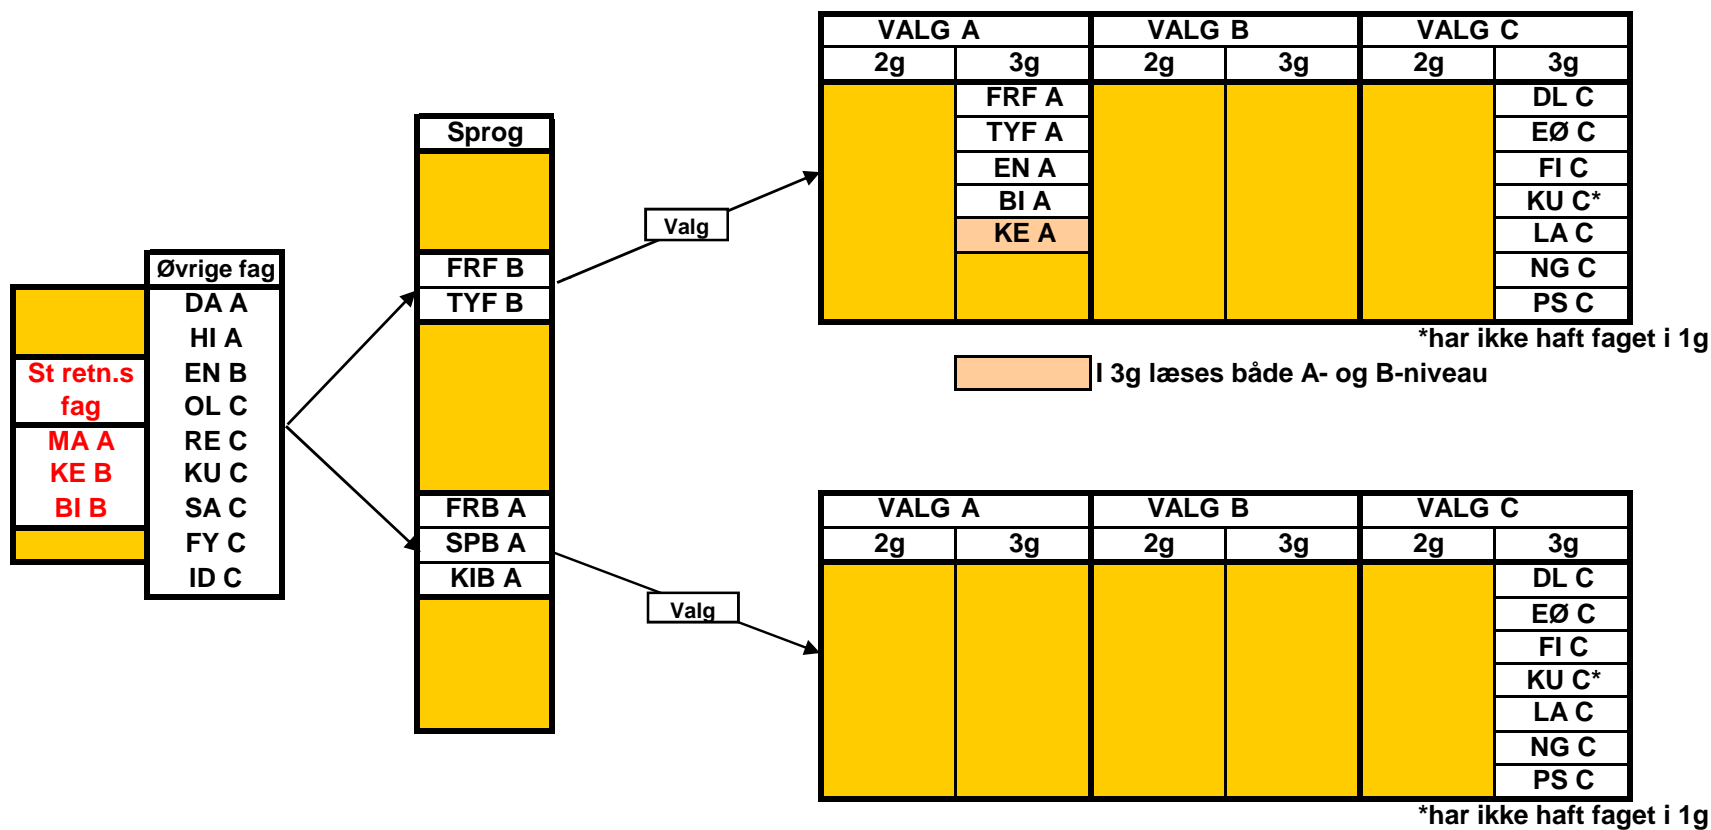 St retn.s
fag
MA A
KE B
BI B
Øvrige fag
DA A
HI A
EN B
OL C
RE C
KU C
SA C
FY C
ID C
Sprog
FRF B
TYF B
FRB A
SPB A
KIB A
Valg
Valg
VALG A VALG B VALG C
2g 3g 2g 3g 2g 3g
FRF A DL C
TYF A EØ C
EN A FI C
BI A KU C*
KE A LA C
NG C
PS C
*har ikke haft faget i 1g
I 3g læses både A- og B-niveau
VALG A VALG B VALG C
2g 3g 2g 3g 2g 3g
DL C
EØ C
FI C
KU C*
LA C
NG C
PS C
*har ikke haft faget i 1g